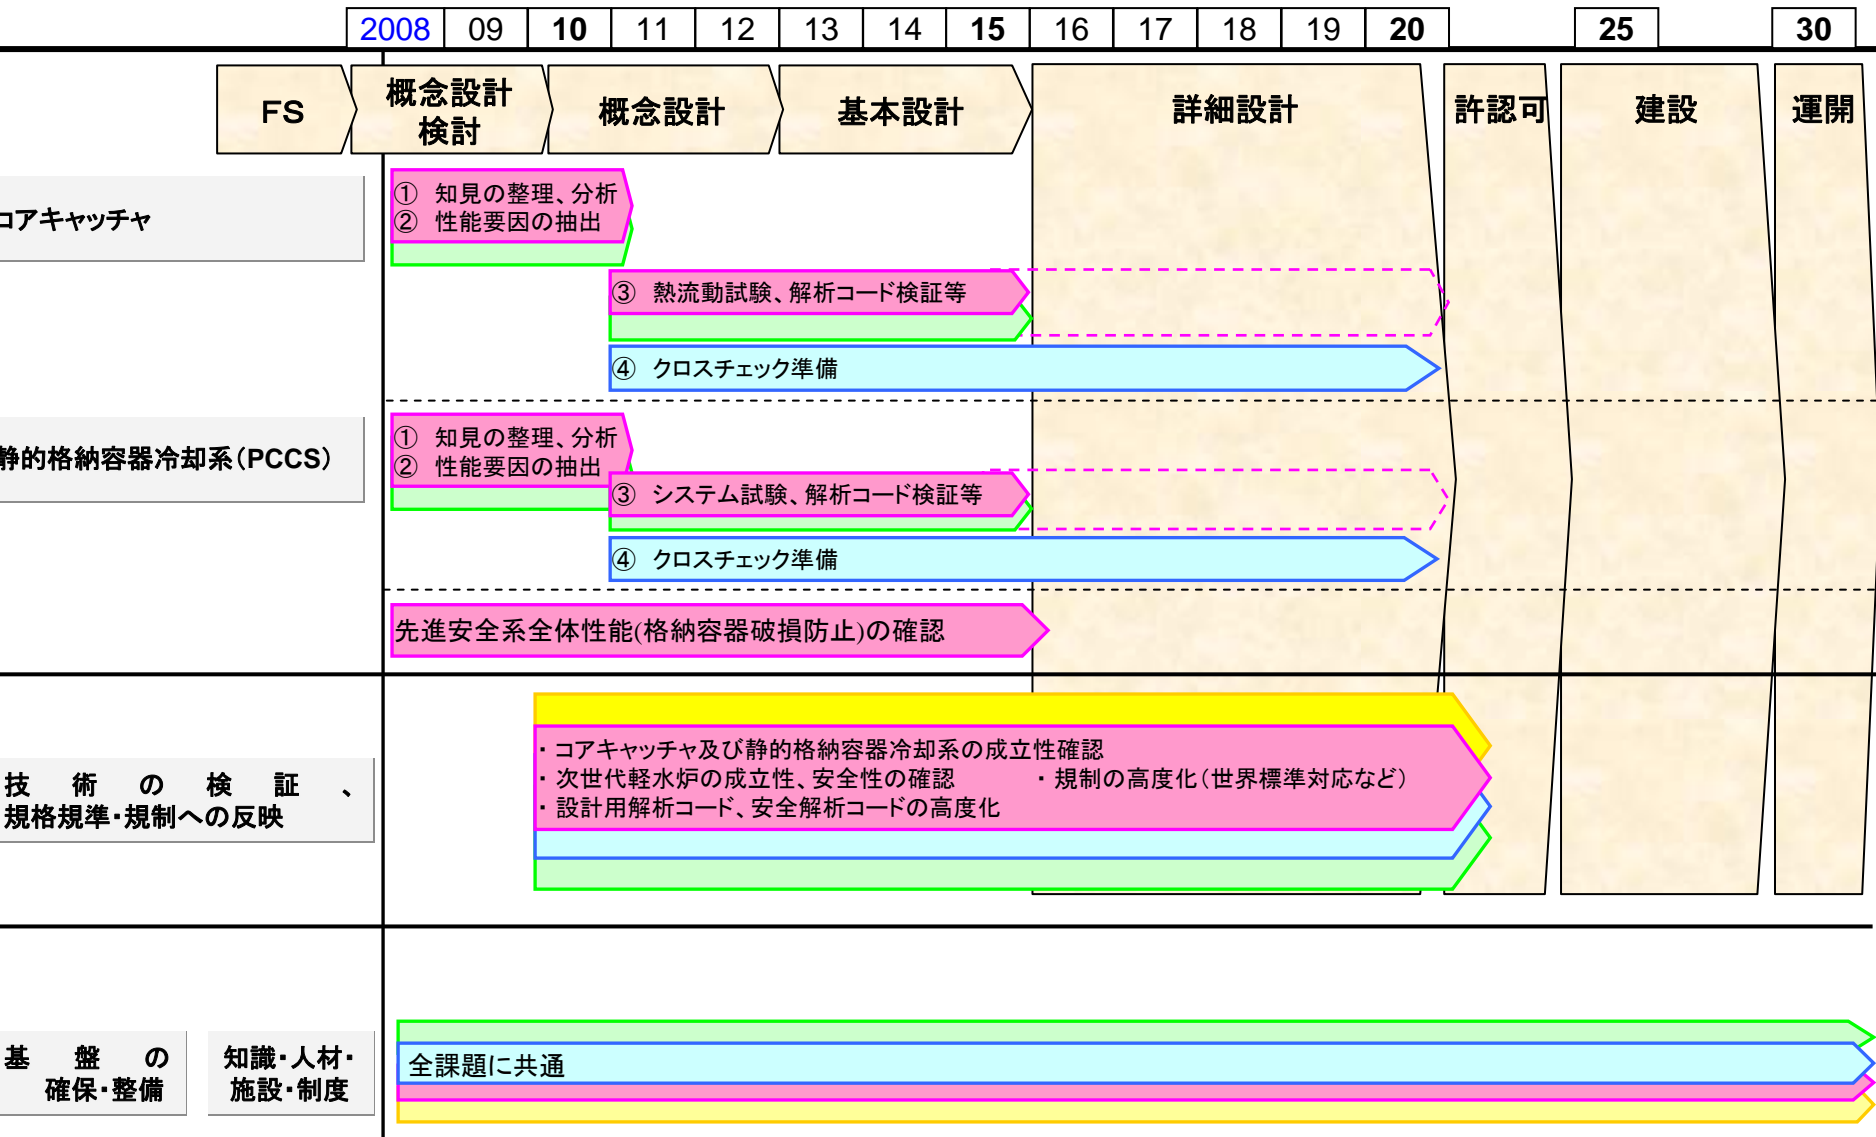 2008 09 10 11 12 13 14 15 16 17 18 19 20 25 30
FS
概念設計
検討
概念設計
基本設計
詳細設計
許認可
建設
運開
コアキャッチャ
① 知見の整理、分析
② 性能要因の抽出
③ 熱流動試験、解析コード検証等
④ クロスチェック準備
静的格納容器冷却系（PCCS）
① 知見の整理、分析
② 性能要因の抽出
③ システム試験、解析コード検証等
④ クロスチェック準備
先進安全系全体性能(格納容器破損防止)の確認
技術の検証、
規格規準・規制への反映
・コアキャッチャ及び静的格納容器冷却系の成立性確認
・次世代軽水炉の成立性、安全性の確認 ・規制の高度化（世界標準対応など）
・設計用解析コード、安全解析コードの高度化
基盤の
確保・整備
知識・人材・
施設・制度
全課題に共通